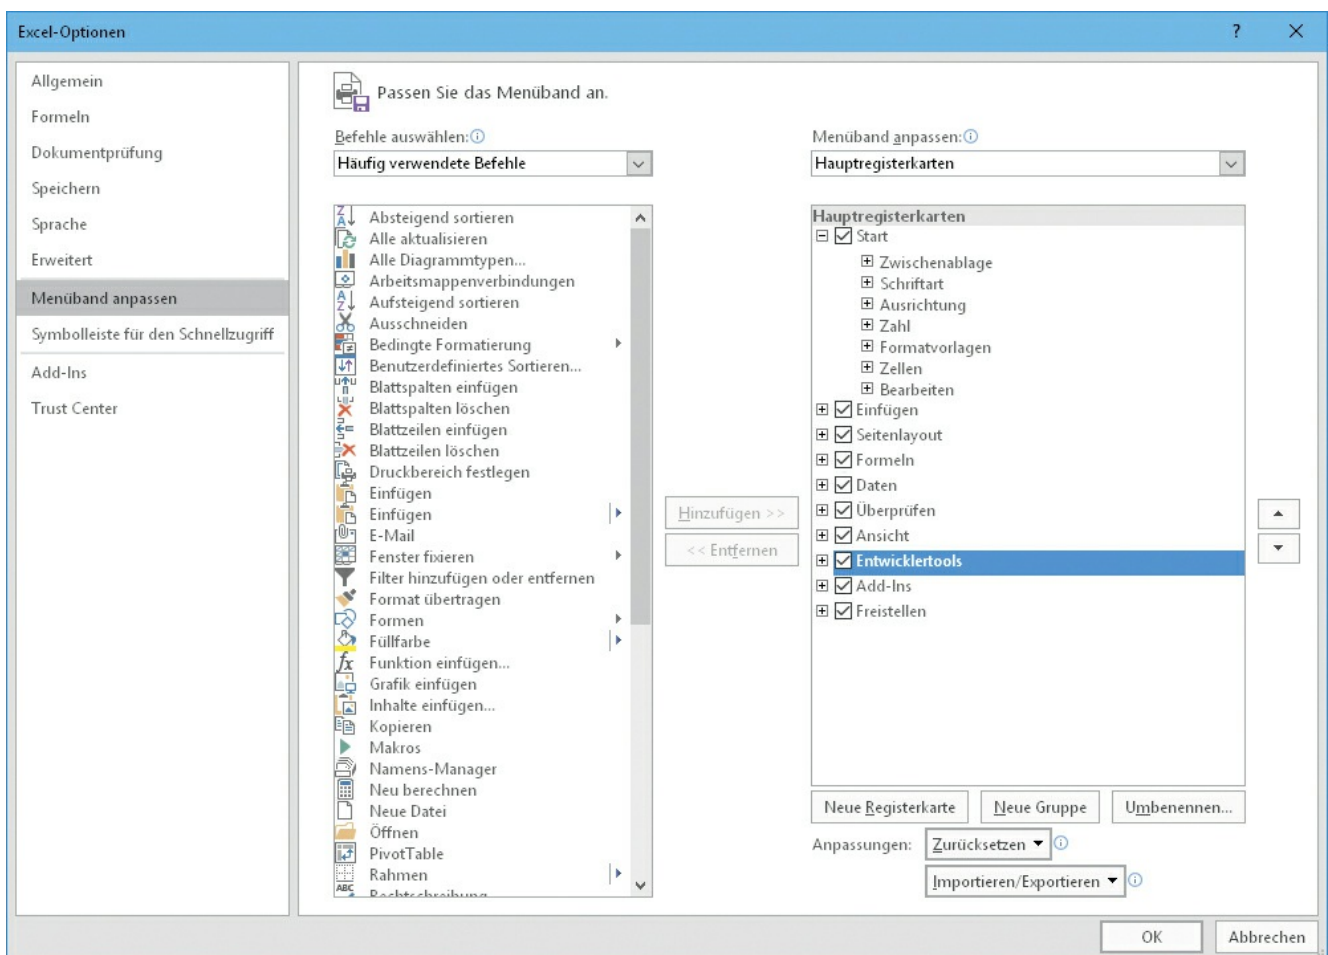 Excel-Optionen
?
Allgemein
Formeln
Dokumentprüfung
Speichern
Sprache
Erweitert
Menüband anpassen
Symbolleiste für den Schnellzugriff
Add-Ins
Trust Center
Passen Sie das Menüband an.
Befehle auswählen:
Häufig verwendete Befehle
Absteigend sortieren
Alle aktualisieren
Alle Diagrammtypen...
Arbeitsmappenverbindungen
Aufsteigend sortieren
Ausschneiden
Bedingte Formatierung
Benutzerdefiniertes Sortieren...
Blattspalten einfügen
Blattspalten löschen
Blattzeilen einfügen
Blattzeilen löschen
Druckbereich festlegen
Einfügen
Einfügen
E-Mail
Fenster fixieren
Filter hinzufügen oder entfernen
Format übertragen
Formen
Füllfarbe
Funktion einfügen...
Grafik einfügen
Inhalte einfügen...
Kopieren
Makros
Namens-Manager
Neu berechnen
Neue Datei
Öffnen
PivotTable
Rahmen
Rechtschreibung
Hinzufügen >>
<< Entfernen
Menüband anpassen:
Hauptregisterkarten
Hauptregisterkarten
Start
Zwischenablage
Schriftart
Ausrichtung
Zahl
Formatvorlagen
Zellen
Bearbeiten
Einfügen
Seitenlayout
Formeln
Daten
Überprüfen
Ansicht
Entwicklertools
Add-Ins
Freistellen
Neue Registerkarte
Neue Gruppe
Umbenennen...
Anpassungen:
Zurücksetzen
Importieren/Exportieren
OK
Abbrechen